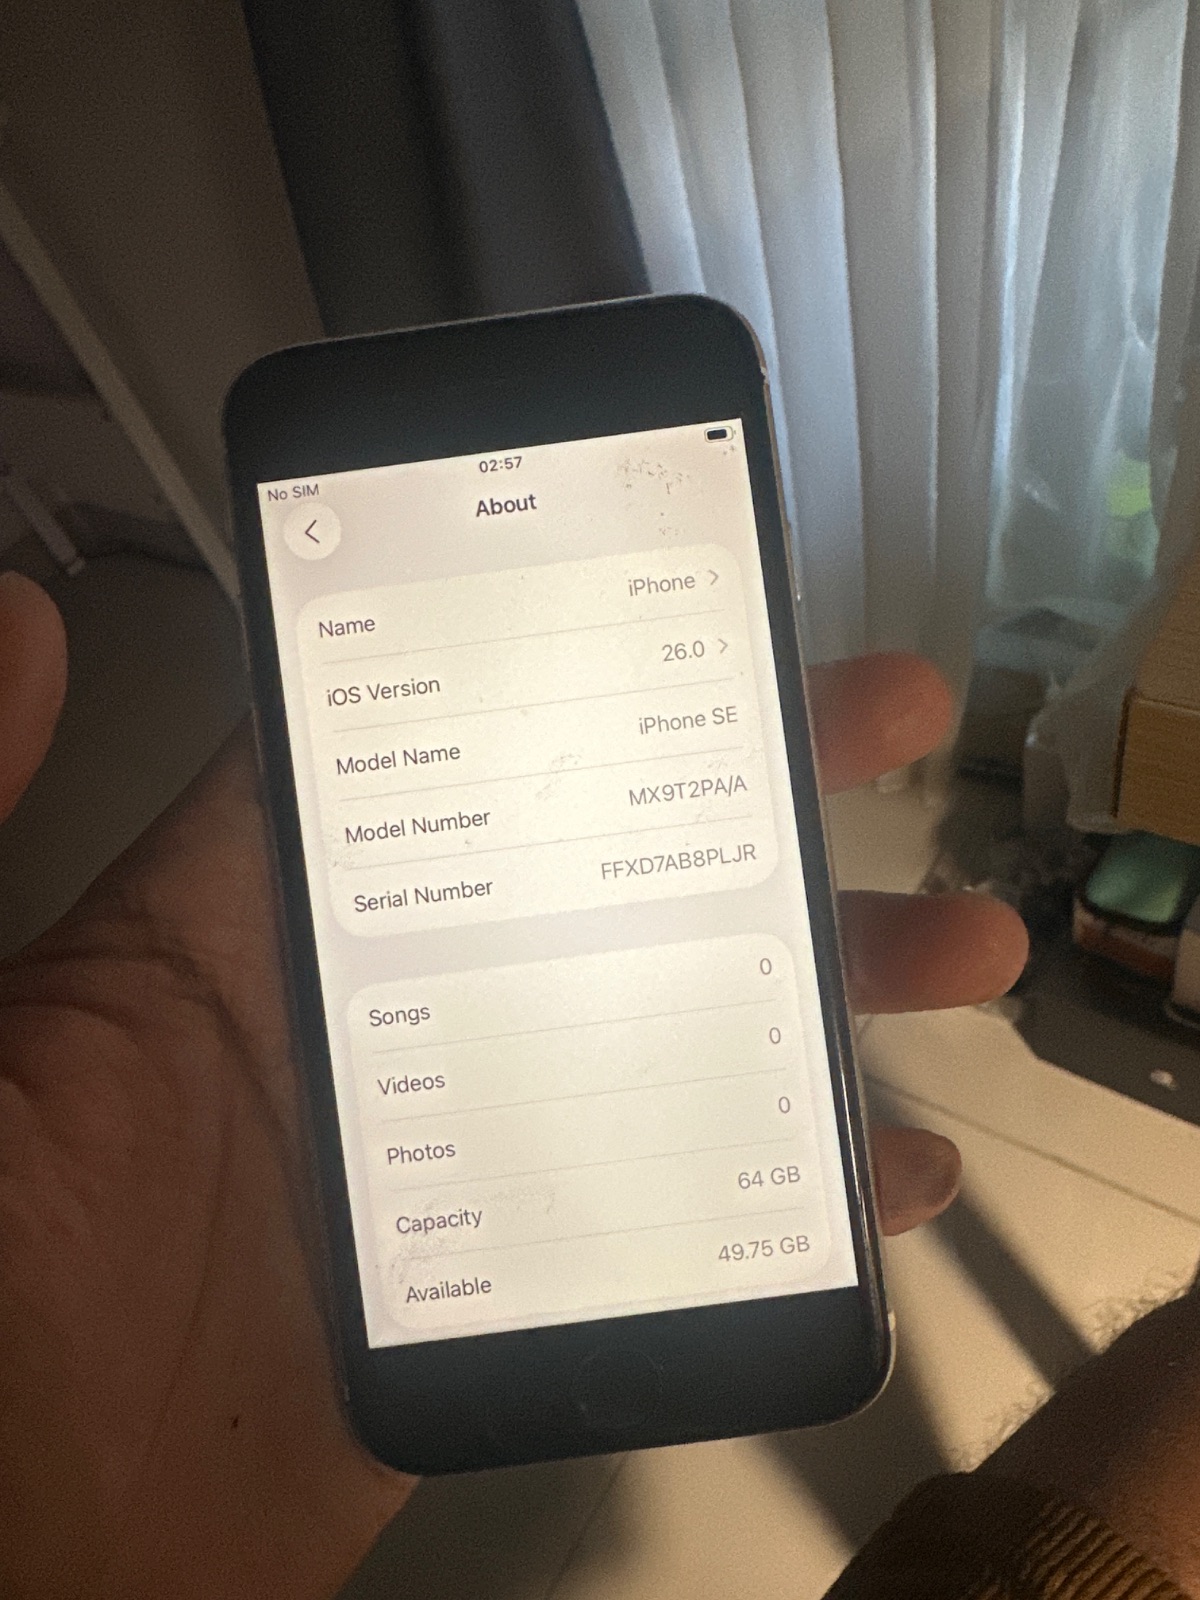 02:57
No SIM
About
Name iPhone
iOS Version 26.0
Model Name iPhone SE
Model Number MX9T2PA/A
Serial Number FFXD7AB8PLJR
Songs 0
Videos 0
Photos 0
Capacity 64 GB
Available 49.75 GB